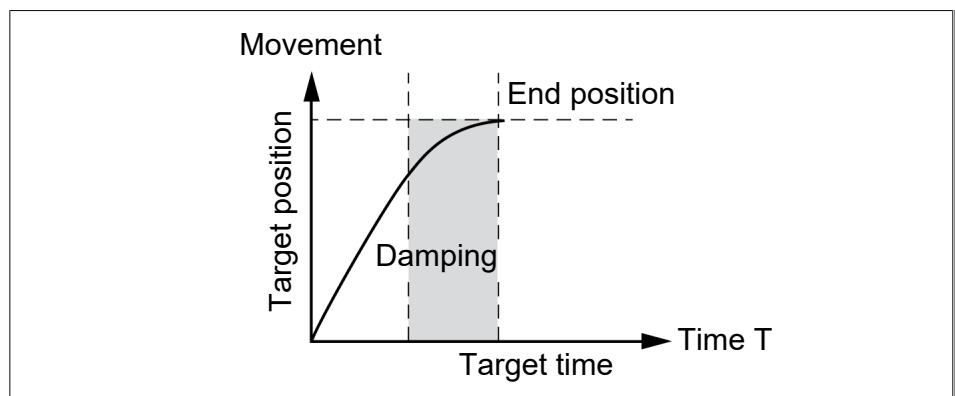 Movement
End position
Target position
Damping
Time T
Target time